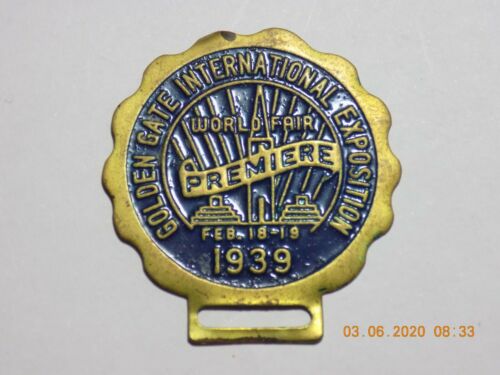 GOLDEN GATE INTERNATIONAL EXPOSITION
WORLD FAIR
PREMIERE
FEB. 18-19
1939
03.06.2020 08:33